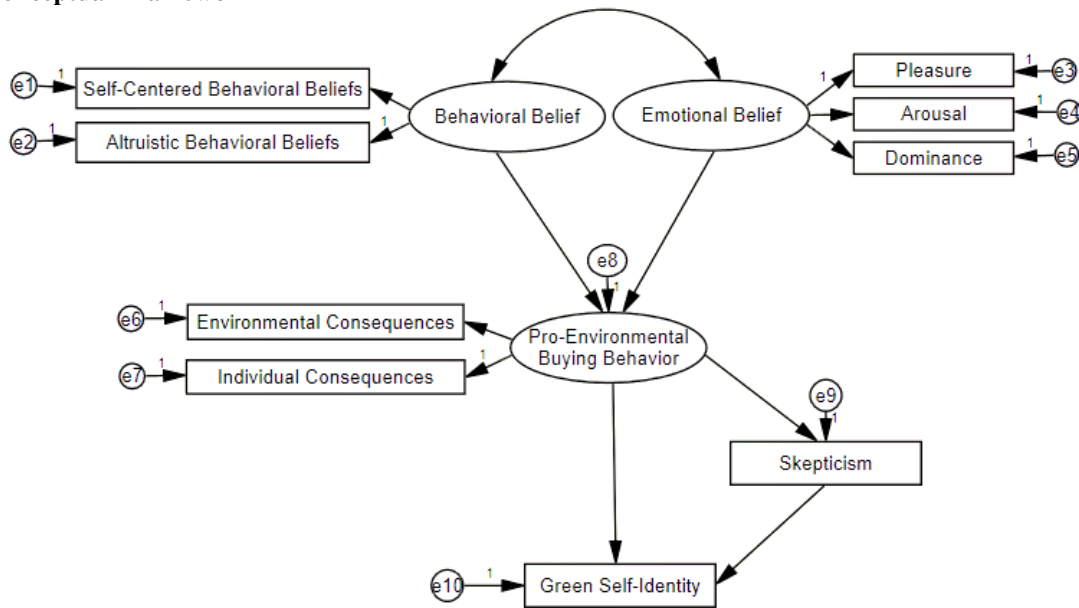 e1
1
Self-Centered Behavioral Beliefs
e2
1
Altruistic Behavioral Beliefs
1
Behavioral Belief
Emotional Belief
1
Pleasure
1
e3
Arousal
1
e4
Dominance
1
e5
e8
1
e6
1
Environmental Consequences
e7
1
Individual Consequences
1
Pro-Environmental
Buying Behavior
e9
1
Skepticism
e10
1
Green Self-Identity